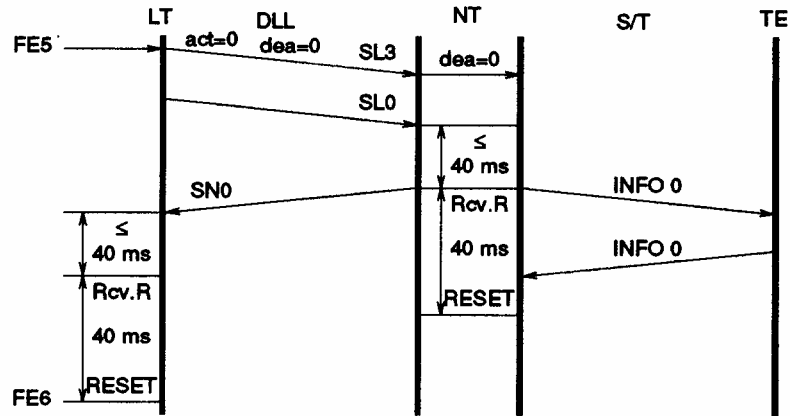 LT DLL NT S/T TE
FE5 act=0 dea=0 SL3 dea=0
SL0
≤
40 ms
SN0 INFO 0
Rcv.R
≤
40 ms 40 ms INFO 0
Rcv.R RESET
40 ms
RESET
FE6